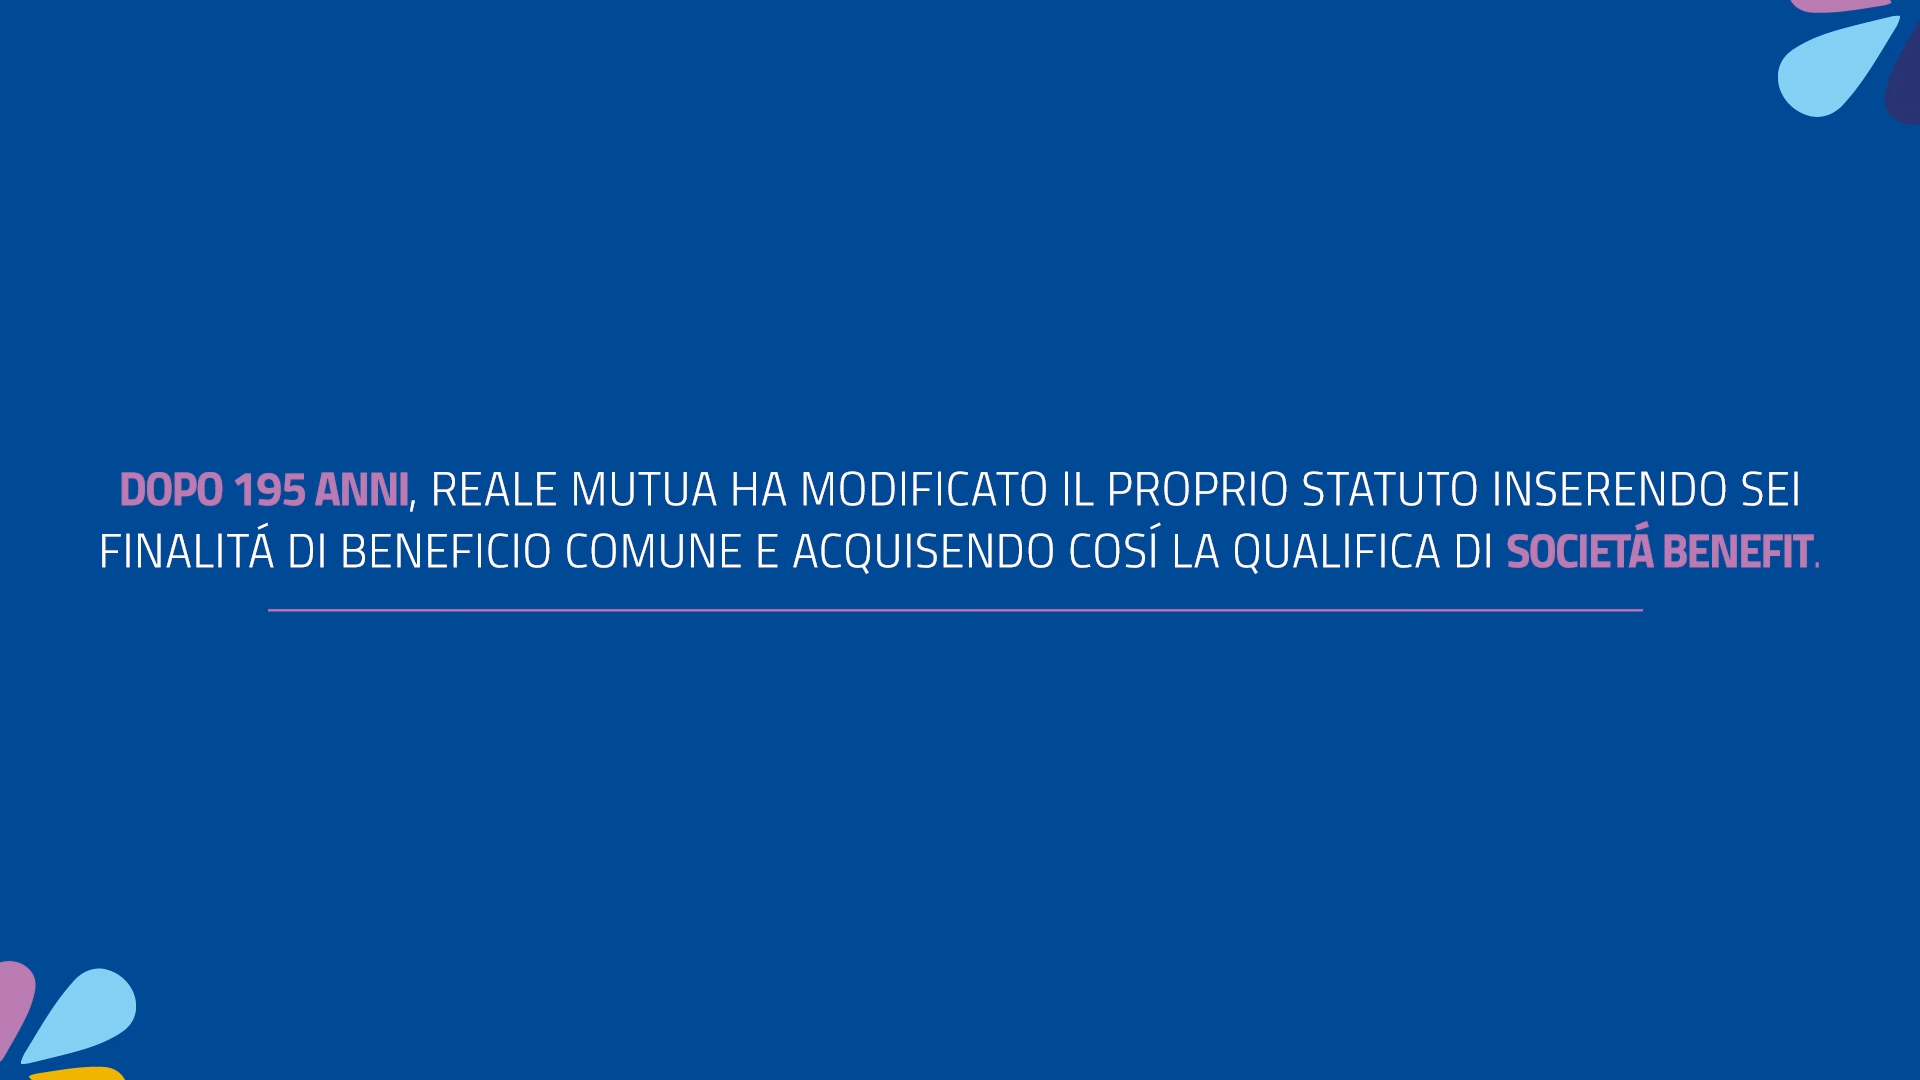 DOPO 195 ANNI, REALE MUTUA HA MODIFICATO IL PROPRIO STATUTO INSERENDO SEI
FINALITÁ DI BENEFICIO COMUNE E ACQUISENDO COSÍ LA QUALIFICA DI SOCIETÁ BENEFIT.